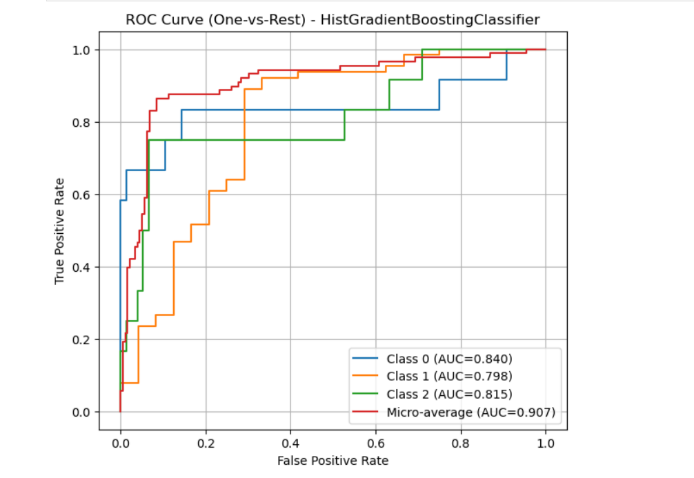 ROC Curve (One-vs-Rest) - HistGradientBoostingClassifier
1.0
0.8
0.6
0.4
0.2
0.0
True Positive Rate
Class 0 (AUC=0.840)
Class 1 (AUC=0.798)
Class 2 (AUC=0.815)
Micro-average (AUC=0.907)
0.0 0.2 0.4 0.6 0.8 1.0
False Positive Rate